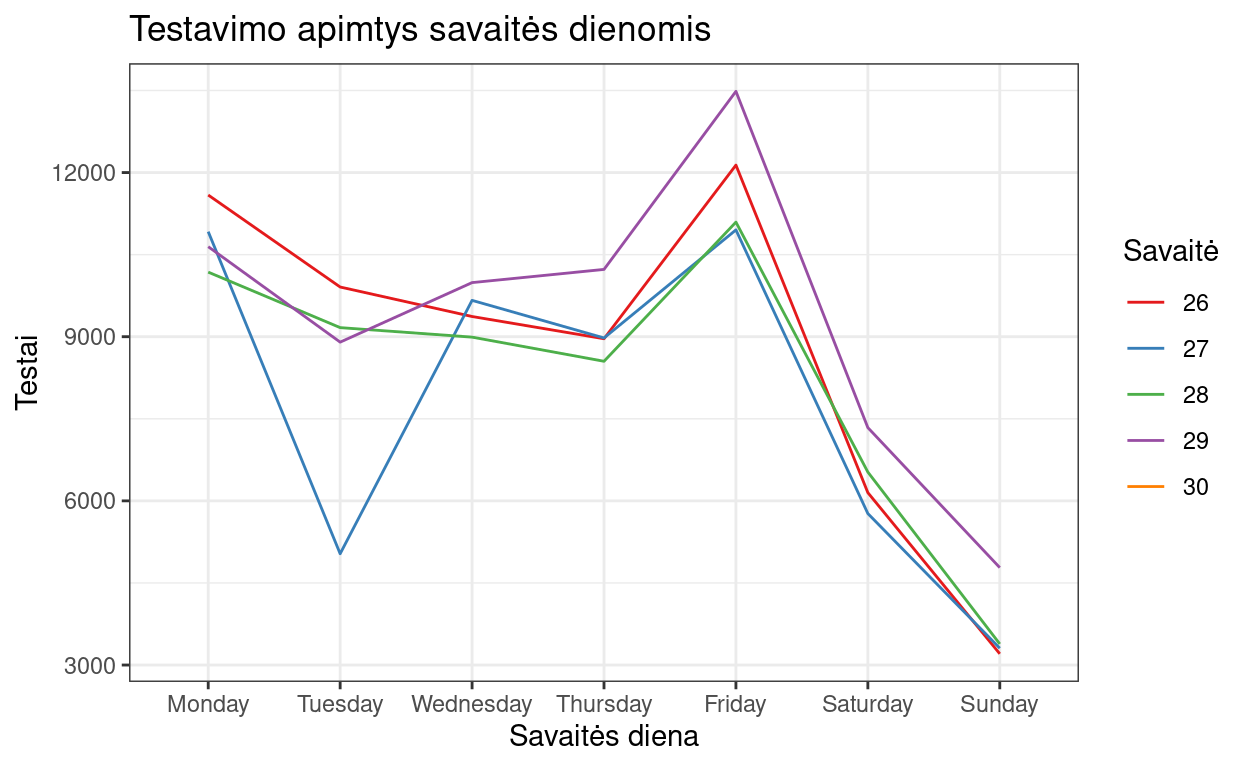 Testavimo apimtys savaitės dienomis
Testai
12000
9000
6000
3000
Monday Tuesday Wednesday Thursday Friday Saturday Sunday
Savaitės diena
Savaitė
26
27
28
29
30